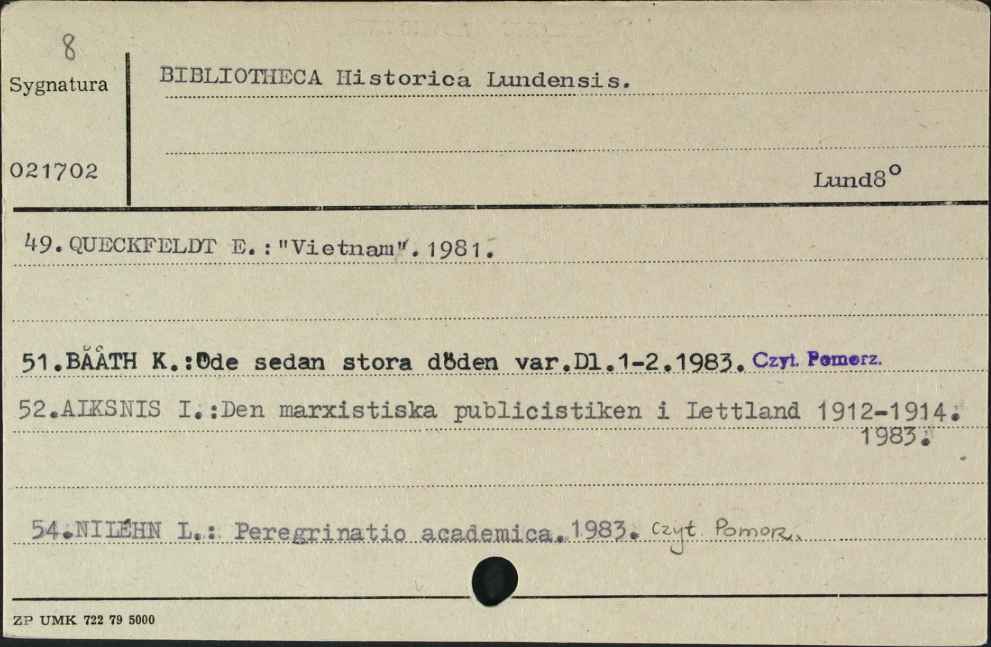 8
Sygnatura
BIBLIOTHECA Historica Lundensis.
021702
Lund8°
49.QUECKFELDT E.:"Vietnam".1981.
51.BÅÅTH K.:Öde sedan stora döden var.Dl.1-2.1983. Czyt. Pomorz.
52.AIKSNIS I.:Den marxistiska publicistiken i Lettland 1912-1914.
1983.
54.NILÉHN L.: Peregrinatio academica.1983. Czyt. Pomorz.
ZP UMK 722 79 5000